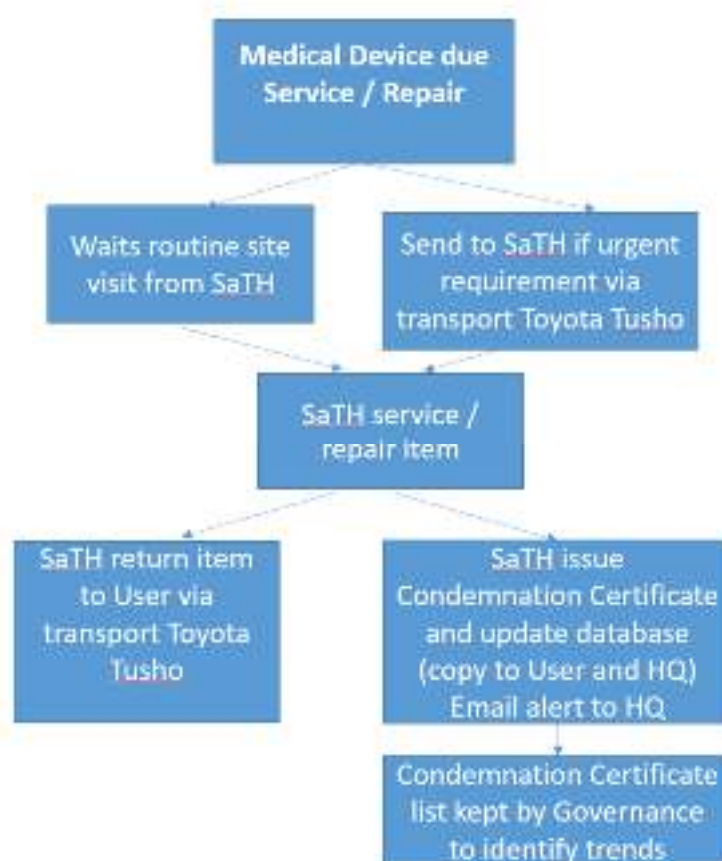 Medical Device due
Service / Repair
Waits routine site
visit from SaTH
Send to SaTH if urgent
requirement via
transport Toyota Tusho
SaTH service /
repair item
SaTH return item
to User via
transport Toyota
Tusho
SaTH issue
Condemnation Certificate
and update database
(copy to User and HQ)
Email alert to HQ
Condemnation Certificate
list kept by Governance
to identify trends